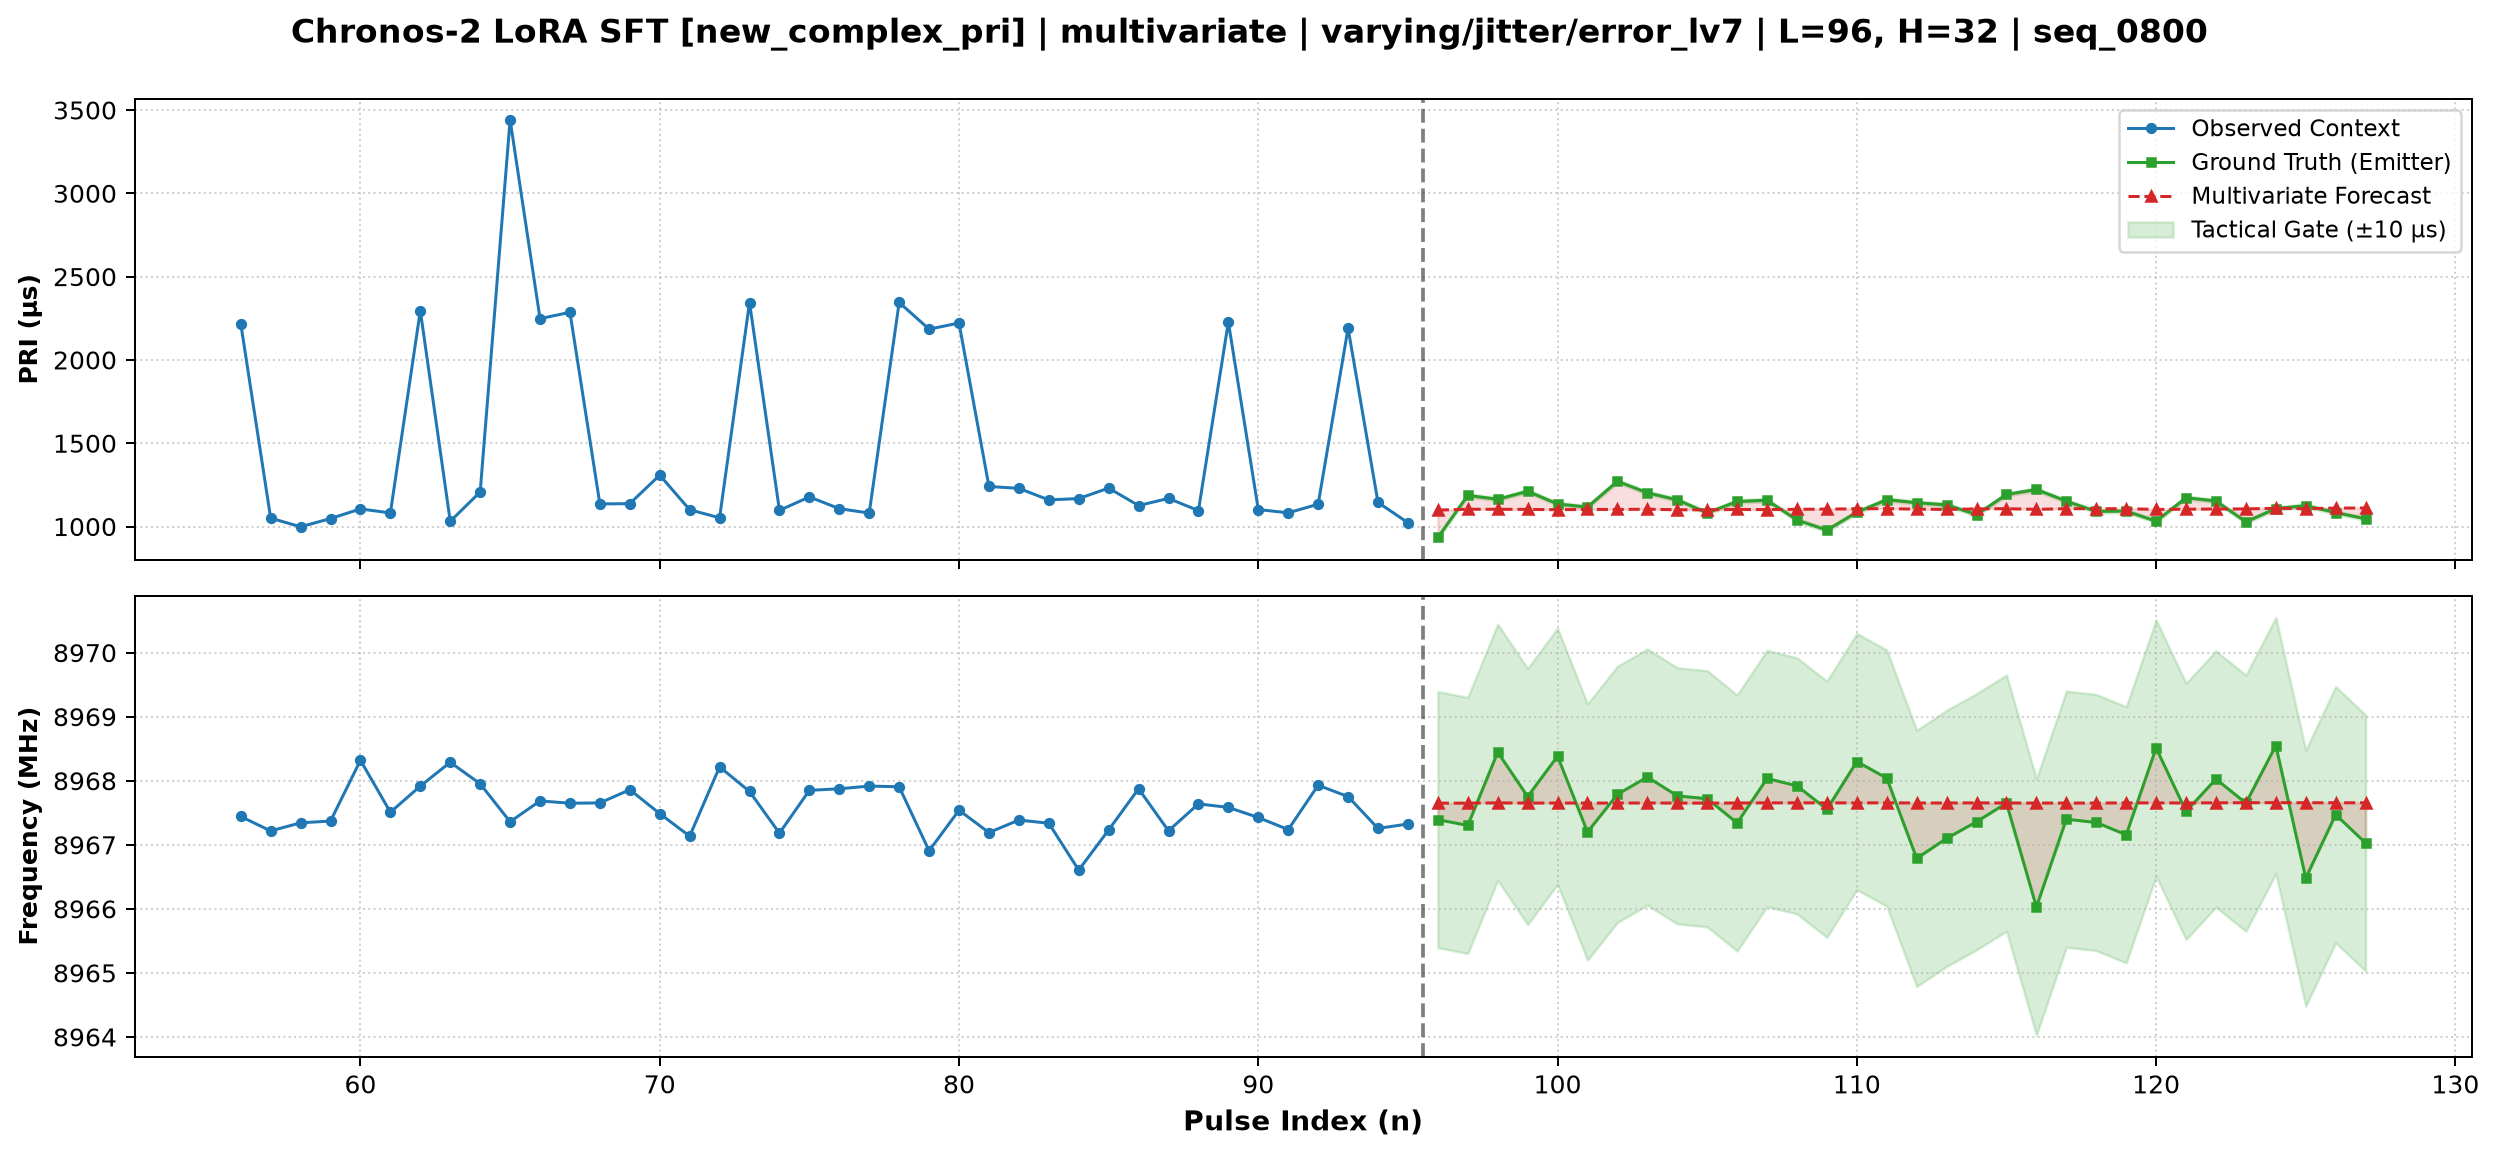 Chronos-2 LoRA SFT [new_complex_pri] | multivariate | varying/jitter/error_lv7 | L=96, H=32 | seq_0800
PRI (µs)
3500
3000
2500
2000
1500
1000
Observed Context
Ground Truth (Emitter)
Multivariate Forecast
Tactical Gate (±10 µs)
Frequency (MHz)
8970
8969
8968
8967
8966
8965
8964
60 70 80 90 100 110 120 130
Pulse Index (n)